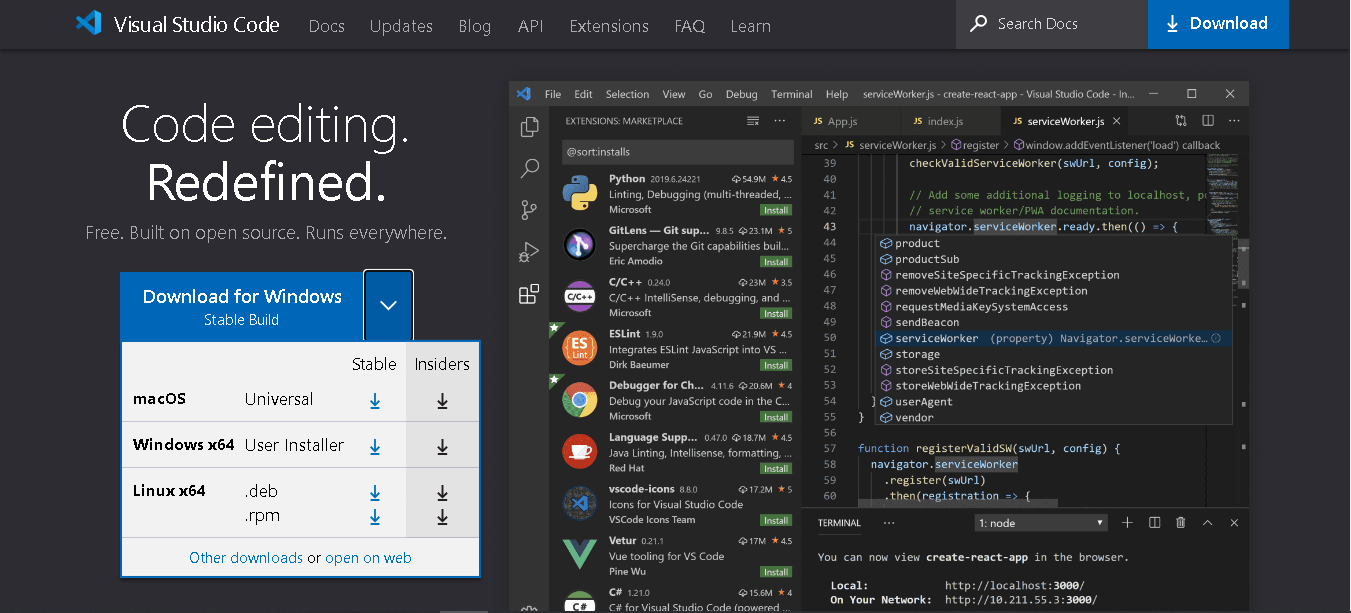 Visual Studio Code Docs Updates Blog API Extensions FAQ Learn Search Docs Download
Code editing.
Redefined.
Free. Built on open source. Runs everywhere.
Download for Windows
Stable Build
Stable Insiders
macOS Universal
Windows x64 User Installer
Linux x64 .deb
.rpm
Other downloads or open on web
File Edit Selection View Go Debug Terminal Help serviceWorker.js - create-react-app - Visual Studio Code - In...
EXTENSIONS: MARKETPLACE
@sort:installs
Python 2019.6.24221 54.9M 4.5
Linting, Debugging (multi-threaded, ...
Microsoft Install
GitLens — Git sup... 9.8.5 23.1M 5
Supercharge the Git capabilities buil...
Eric Amodio Install
C/C++
C/C++ 0.24.0 23M 3.5
C/C++ IntelliSense, debugging, and ...
Microsoft Install
ES
Lint
ESLint 1.9.0 21.9M 4.5
Integrates ESLint JavaScript into VS ...
Dirk Baeumer Install
Debugger for Ch... 4.11.6 20.6M 4
Debug your JavaScript code in the C...
Microsoft Install
Language Supp... 0.47.0 18.7M 4.5
Java Linting, Intellisense, formatting, ...
Red Hat Install
vscode-icons 8.8.0 17.2M 5
Icons for Visual Studio Code
VSCode Icons Team Install
Vetur 0.21.1 17M 4.5
Vue tooling for VS Code
Pine Wu Install
C#
C# 1.21.0 15.6M 4
C# for Visual Studio Code (powered ...
JS App.js JS index.js JS serviceWorker.js
src > JS serviceWorker.js > register > window.addEventListener('load') callback
39 checkValidServiceWorker(swUrl, config);
40
41 // Add some additional logging to localhost, p
42 // service worker/PWA documentation.
43 navigator.serviceWorker.ready.then(() => {
44 product
45 productSub
46 removeSiteSpecificTrackingException
47 removeWebWideTrackingException
48 requestMediaKeySystemAccess
49 sendBeacon
50 serviceWorker (property) Navigator.serviceWorke...
51 storage
52 storeSiteSpecificTrackingException
53 storeWebWideTrackingException
54 } userAgent
55 } vendor
56
57 function registerValidSW(swUrl, config) {
58 navigator.serviceWorker
59 .register(swUrl)
60 .then(registration => {
TERMINAL ... 1: node
You can now view create-react-app in the browser.
Local: http://localhost:3000/
On Your Network: http://10.211.55.3:3000/